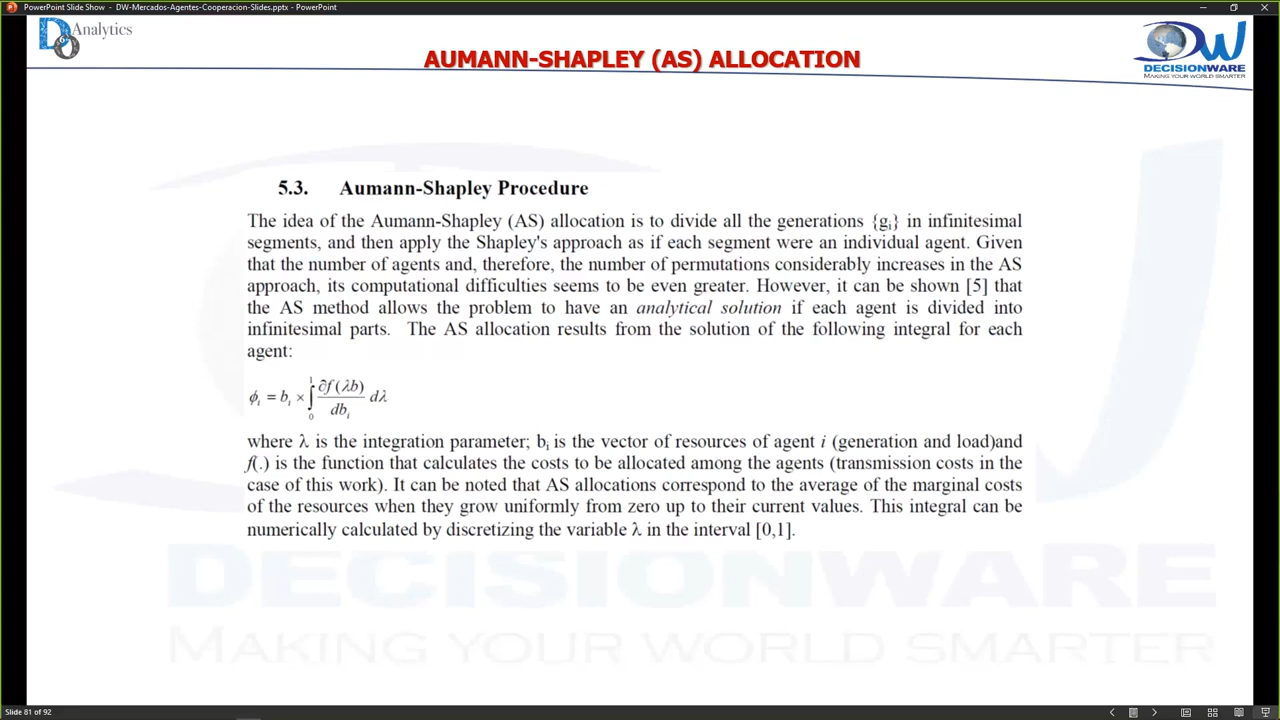 PowerPoint Slide Show - DW-Mercados-Agentes-Cooperacion-Slides.pptx - PowerPoint
DO Analytics
AUMANN-SHAPLEY (AS) ALLOCATION
DW
DECISIONWARE
MAKING YOUR WORLD SMARTER
5.3. Aumann-Shapley Procedure
The idea of the Aumann-Shapley (AS) allocation is to divide all the generations {gᵢ} in infinitesimal
segments, and then apply the Shapley's approach as if each segment were an individual agent. Given
that the number of agents and, therefore, the number of permutations considerably increases in the AS
approach, its computational difficulties seems to be even greater. However, it can be shown [5] that
the AS method allows the problem to have an analytical solution if each agent is divided into
infinitesimal parts. The AS allocation results from the solution of the following integral for each
agent:
ϕᵢ = bᵢ × ∫₀¹ ∂f(λb)/dbᵢ dλ
where λ is the integration parameter; bᵢ is the vector of resources of agent i (generation and load)and
f(.) is the function that calculates the costs to be allocated among the agents (transmission costs in the
case of this work). It can be noted that AS allocations correspond to the average of the marginal costs
of the resources when they grow uniformly from zero up to their current values. This integral can be
numerically calculated by discretizing the variable λ in the interval [0,1].
DECISIONWARE
MAKING YOUR WORLD SMARTER
Slide 81 of 92